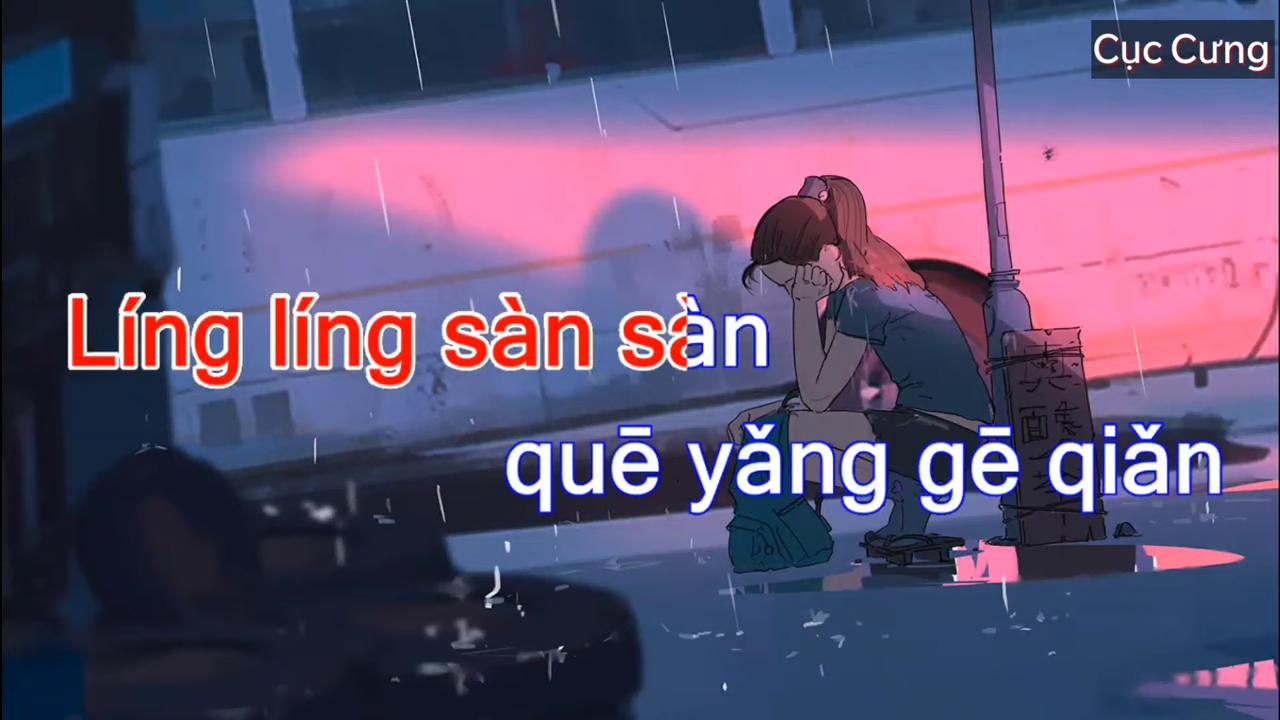 Cục Cưng
Líng líng sàn sàn
quē yǎng gē qiǎn